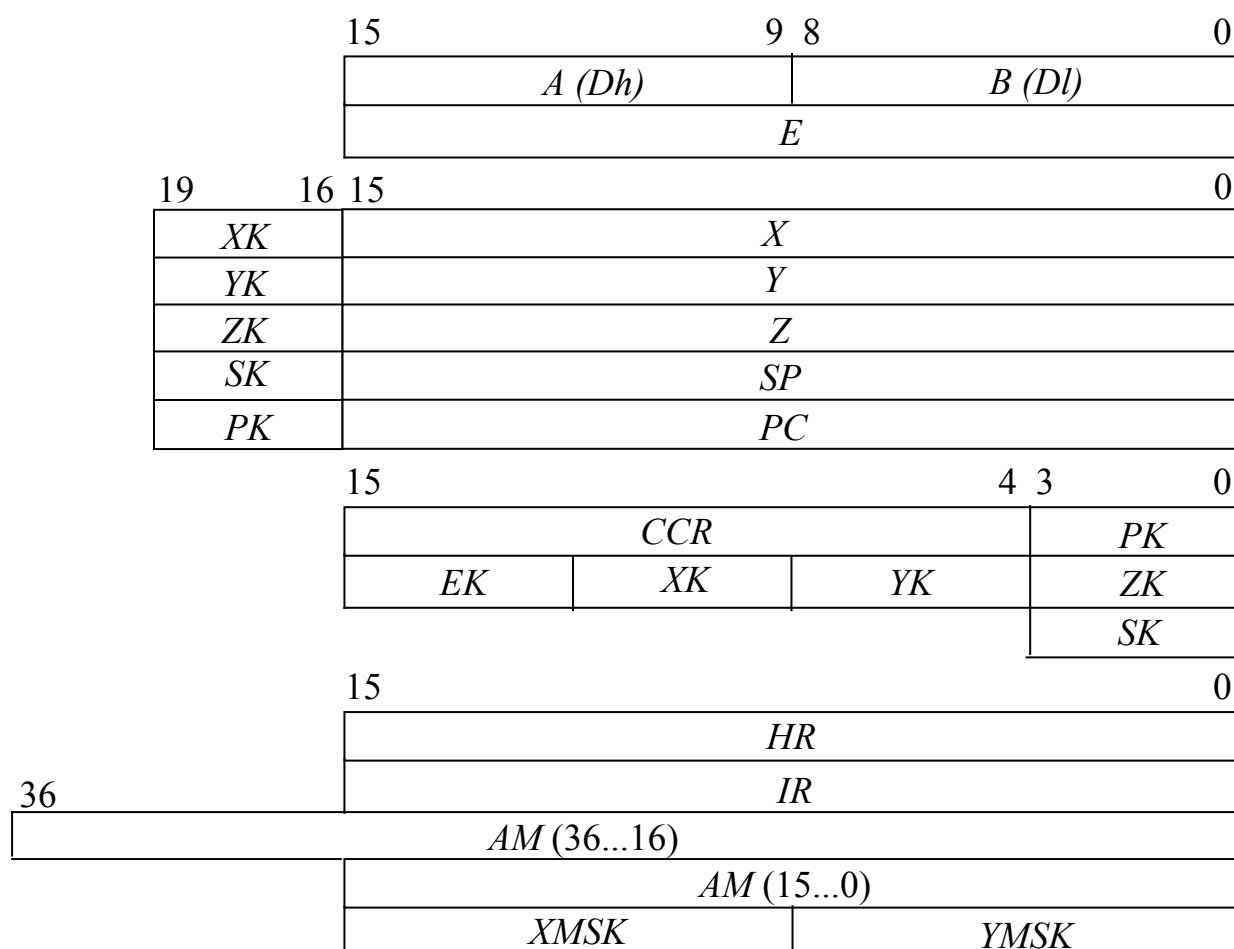 15 9 8 0
A (Dh) B (Dl)
E
19 16 15 0
XK X
YK Y
ZK Z
SK SP
PK PC
15 4 3 0
CCR PK
EK XK YK ZK
SK
15 0
HR
36 IR
AM (36...16)
AM (15...0)
XMSK YMSK